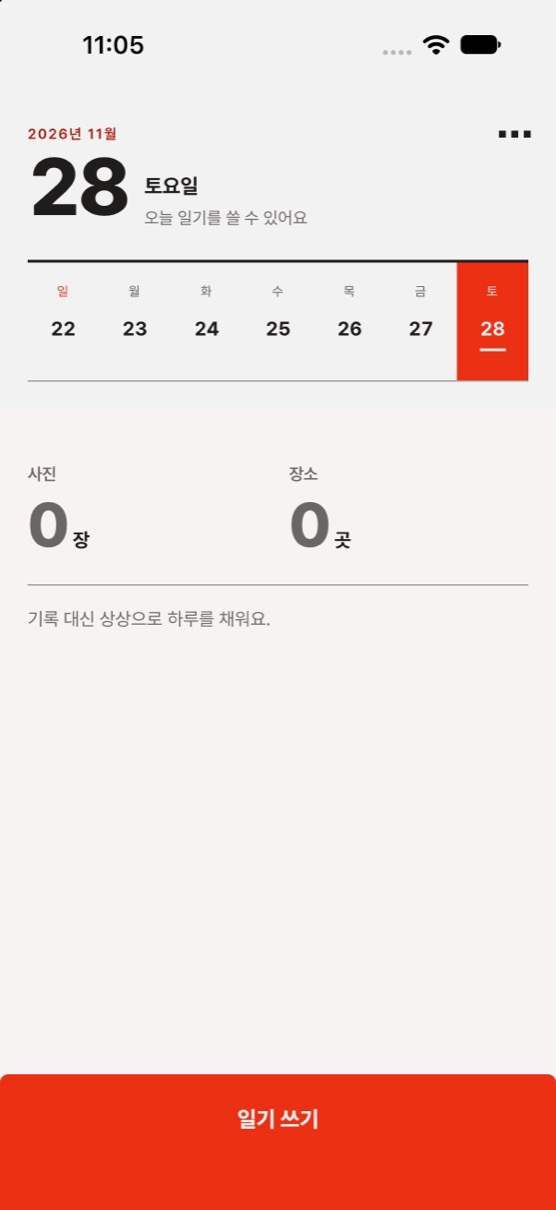 11:05
2026년 11월
28 토요일
오늘 일기를 쓸 수 있어요
일 월 화 수 목 금 토
22 23 24 25 26 27 28
사진 장소
0장 0곳
기록 대신 상상으로 하루를 채워요.
일기 쓰기